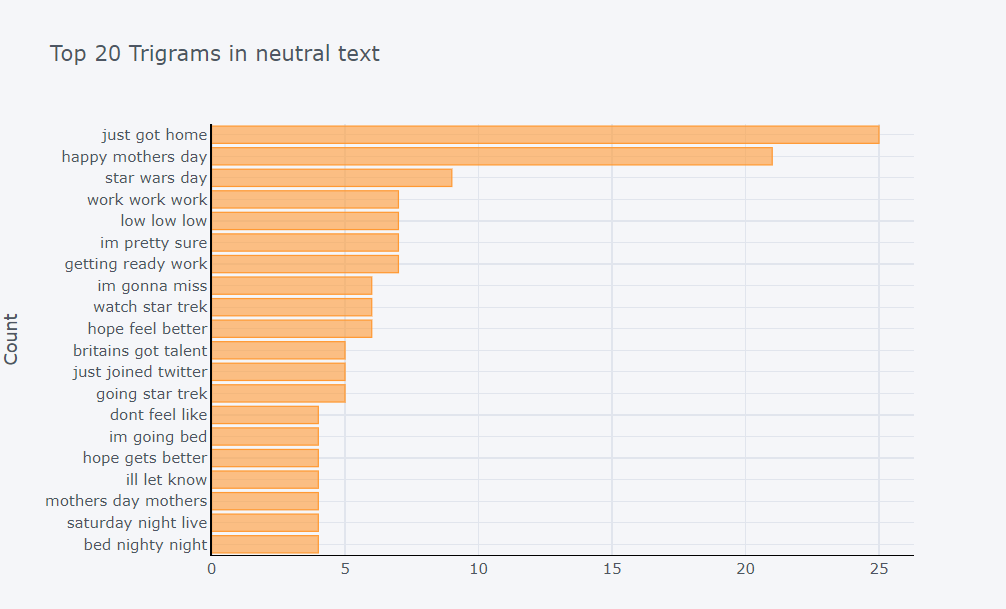 Top 20 Trigrams in neutral text
just got home
happy mothers day
star wars day
work work work
low low low
im pretty sure
getting ready work
im gonna miss
watch star trek
hope feel better
britains got talent
just joined twitter
going star trek
dont feel like
im going bed
hope gets better
ill let know
mothers day mothers
saturday night live
bed nighty night
Count
0 5 10 15 20 25